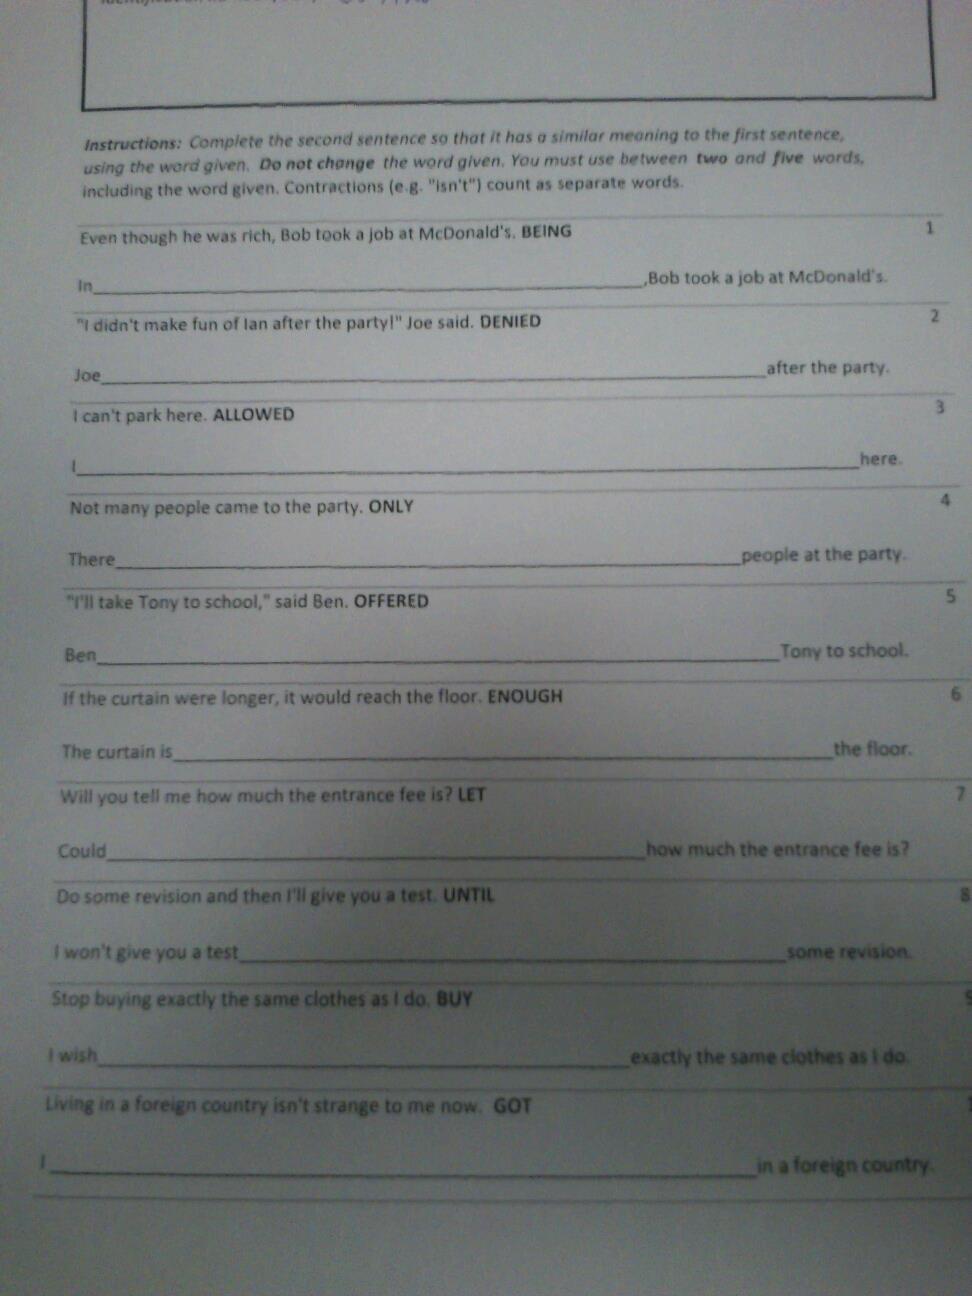 Instructions: Complete the second sentence so that it has a similar meaning to the first sentence,
using the word given. Do not change the word given. You must use between two and five words,
including the word given. Contractions (e.g. "isn't") count as separate words.
Even though he was rich, Bob took a job at McDonald's. BEING 1
In ,Bob took a job at McDonald's.
"I didn't make fun of Ian after the party!" Joe said. DENIED 2
Joe after the party.
I can't park here. ALLOWED 3
I here.
Not many people came to the party. ONLY 4
There people at the party.
"I'll take Tony to school," said Ben. OFFERED 5
Ben Tony to school.
If the curtain were longer, it would reach the floor. ENOUGH 6
The curtain is the floor.
Will you tell me how much the entrance fee is? LET 7
Could how much the entrance fee is?
Do some revision and then I'll give you a test. UNTIL 8
I won't give you a test some revision.
Stop buying exactly the same clothes as I do. BUY 9
I wish exactly the same clothes as I do.
Living in a foreign country isn't strange to me now. GOT
I in a foreign country.